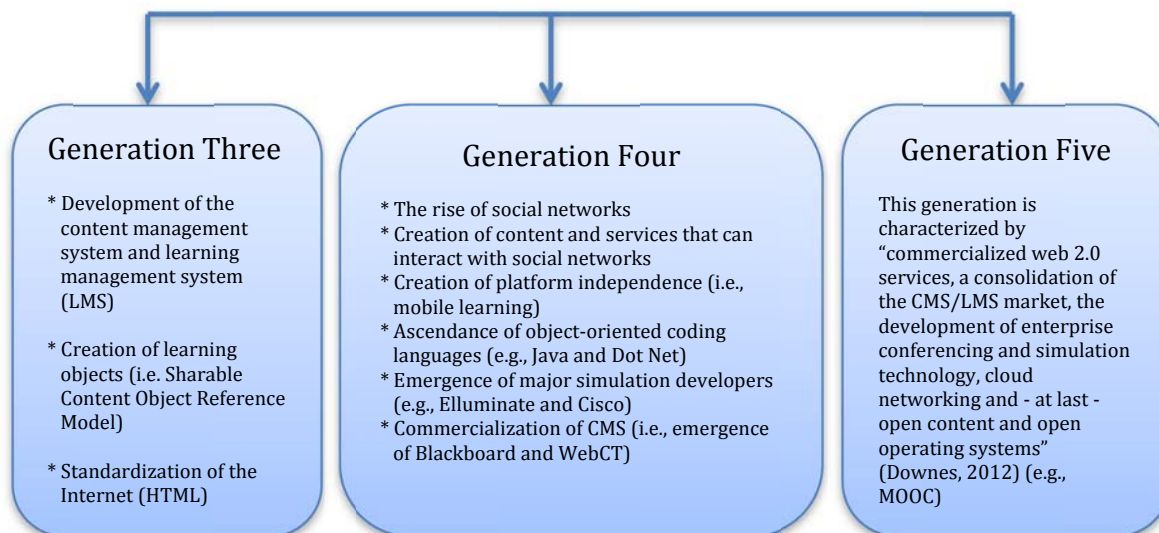 Generation Three
* Development of the
content management
system and learning
management system
(LMS)
* Creation of learning
objects (i.e. Sharable
Content Object Reference
Model)
* Standardization of the
Internet (HTML)
Generation Four
* The rise of social networks
* Creation of content and services that can
interact with social networks
* Creation of platform independence (i.e.,
mobile learning)
* Ascendance of object-oriented coding
languages (e.g., Java and Dot Net)
* Emergence of major simulation developers
(e.g., Elluminate and Cisco)
* Commercialization of CMS (i.e., emergence
of Blackboard and WebCT)
Generation Five
This generation is
characterized by
“commercialized web 2.0
services, a consolidation of
the CMS/LMS market, the
development of enterprise
conferencing and simulation
technology, cloud
networking and - at last -
open content and open
operating systems”
(Downes, 2012) (e.g.,
MOOC)